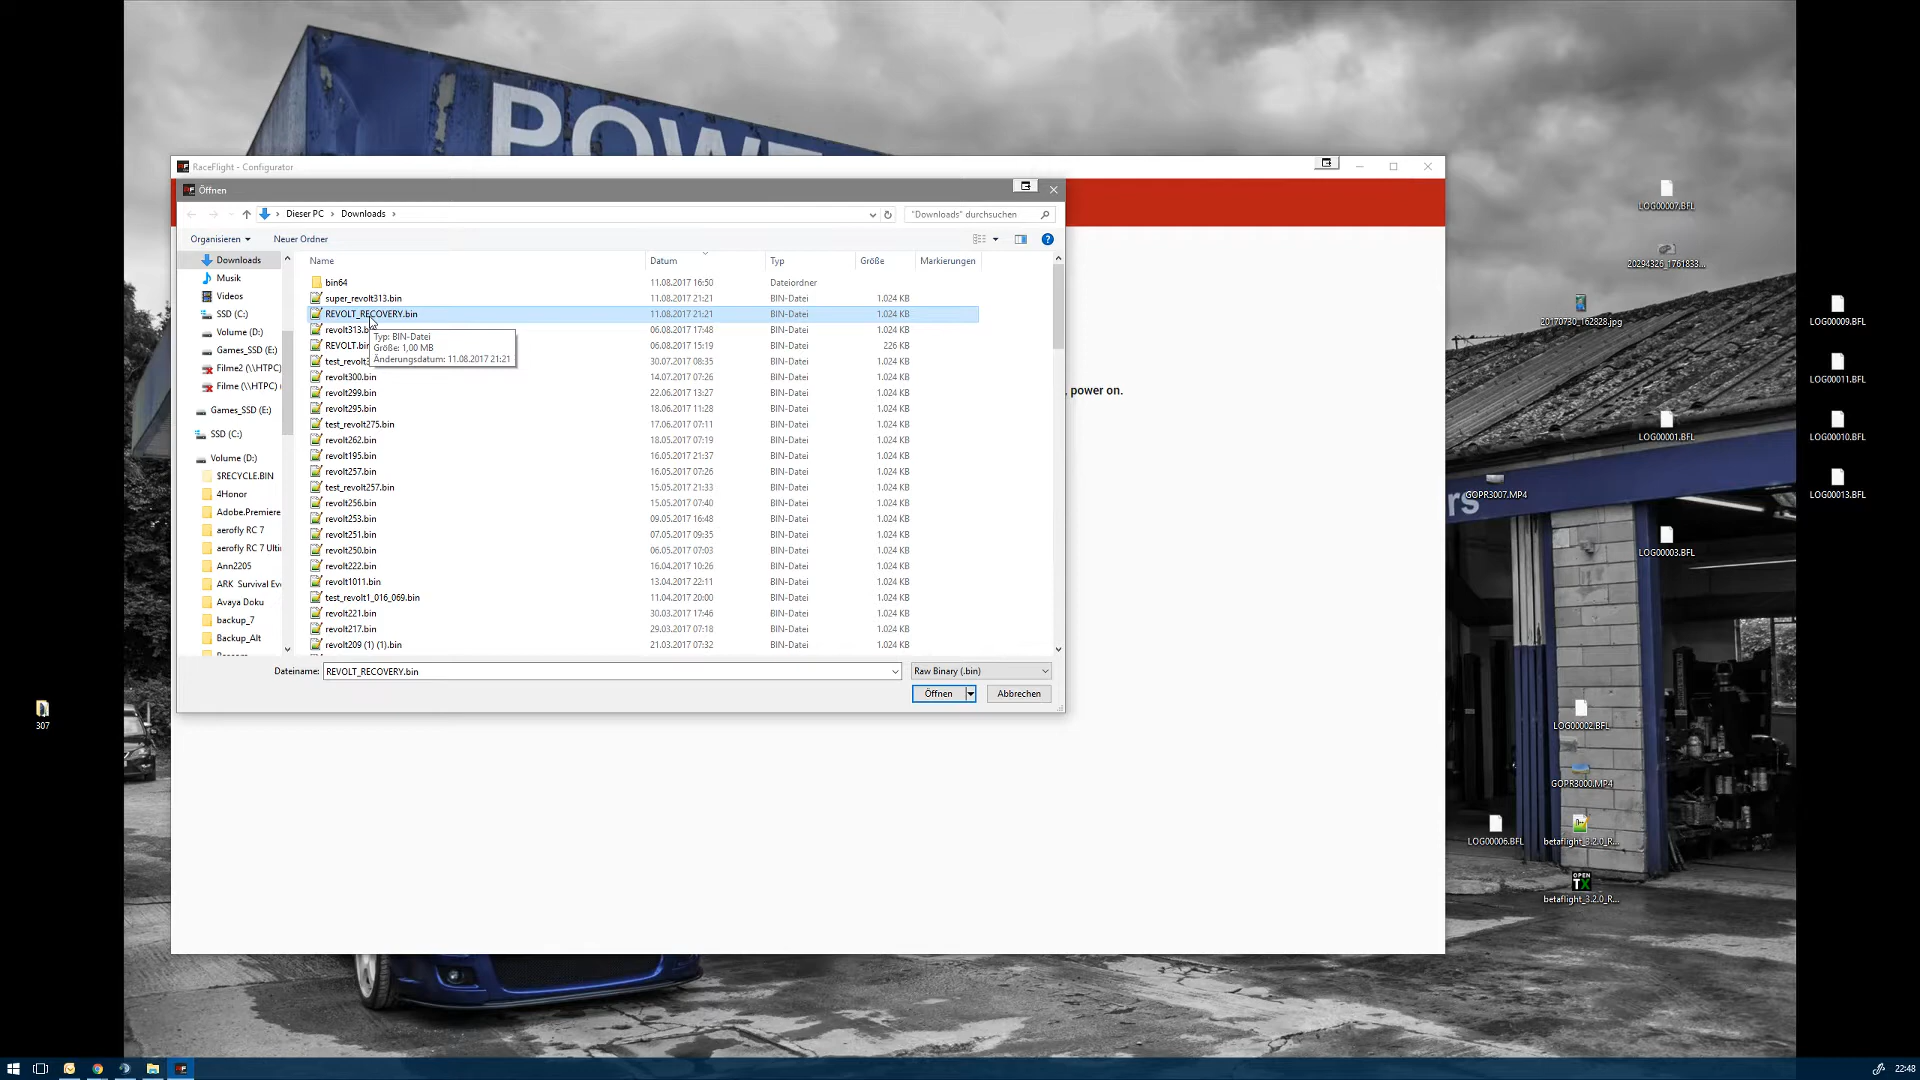 POWE
RaceFlight - Configurator
Öffnen
Dieser PC > Downloads >
"Downloads" durchsuchen
Organisieren
Neuer Ordner
Name Datum Typ Größe Markierungen
Downloads
Musik
Videos
SSD (C:)
Volume (D:)
Games_SSD (E:)
Filme2 (\\HTPC)
Filme (\\HTPC) (
Games_SSD (E:)
SSD (C:)
Volume (D:)
$RECYCLE.BIN
4Honor
Adobe.Premiere
aerofly RC 7
aerofly RC 7 Ulti
Ann2205
ARK Survival Ev
Avaya Doku
backup_7
Backup_Alt
bin64 11.08.2017 16:50 Dateiordner
super_revolt313.bin 11.08.2017 21:21 BIN-Datei 1.024 KB
REVOLT_RECOVERY.bin 11.08.2017 21:21 BIN-Datei 1.024 KB
revolt313.b 06.08.2017 17:48 BIN-Datei 1.024 KB
REVOLT.bin 06.08.2017 15:19 BIN-Datei 226 KB
test_revolt3 30.07.2017 08:35 BIN-Datei 1.024 KB
revolt300.bin 14.07.2017 07:26 BIN-Datei 1.024 KB
revolt299.bin 22.06.2017 13:27 BIN-Datei 1.024 KB
revolt295.bin 18.06.2017 11:28 BIN-Datei 1.024 KB
test_revolt275.bin 17.06.2017 07:11 BIN-Datei 1.024 KB
revolt262.bin 18.05.2017 07:19 BIN-Datei 1.024 KB
revolt195.bin 16.05.2017 21:37 BIN-Datei 1.024 KB
revolt257.bin 16.05.2017 07:26 BIN-Datei 1.024 KB
test_revolt257.bin 15.05.2017 21:33 BIN-Datei 1.024 KB
revolt256.bin 15.05.2017 07:40 BIN-Datei 1.024 KB
revolt253.bin 09.05.2017 16:48 BIN-Datei 1.024 KB
revolt251.bin 07.05.2017 09:35 BIN-Datei 1.024 KB
revolt250.bin 06.05.2017 07:03 BIN-Datei 1.024 KB
revolt222.bin 16.04.2017 10:26 BIN-Datei 1.024 KB
revolt1011.bin 13.04.2017 22:11 BIN-Datei 1.024 KB
test_revolt1_016_069.bin 11.04.2017 20:00 BIN-Datei 1.024 KB
revolt221.bin 30.03.2017 17:46 BIN-Datei 1.024 KB
revolt217.bin 29.03.2017 07:18 BIN-Datei 1.024 KB
revolt209 (1) (1).bin 21.03.2017 07:32 BIN-Datei 1.024 KB
Typ: BIN-Datei
Größe: 1,00 MB
Änderungsdatum: 11.08.2017 21:21
Dateiname: REVOLT_RECOVERY.bin
Raw Binary (.bin)
Öffnen
Abbrechen
, power on.
LOG00007.BFL
20294326_1761833...
20170730_162828.jpg
LOG00009.BFL
LOG00011.BFL
LOG00001.BFL
LOG00010.BFL
GOPR3007.MP4
LOG00013.BFL
rs
LOG00003.BFL
LOG00002.BFL
GOPR3000.MP4
LOG00006.BFL
betaflight_3.2.0_R...
OPEN
TX
betaflight_3.2.0_R...
307
22:48